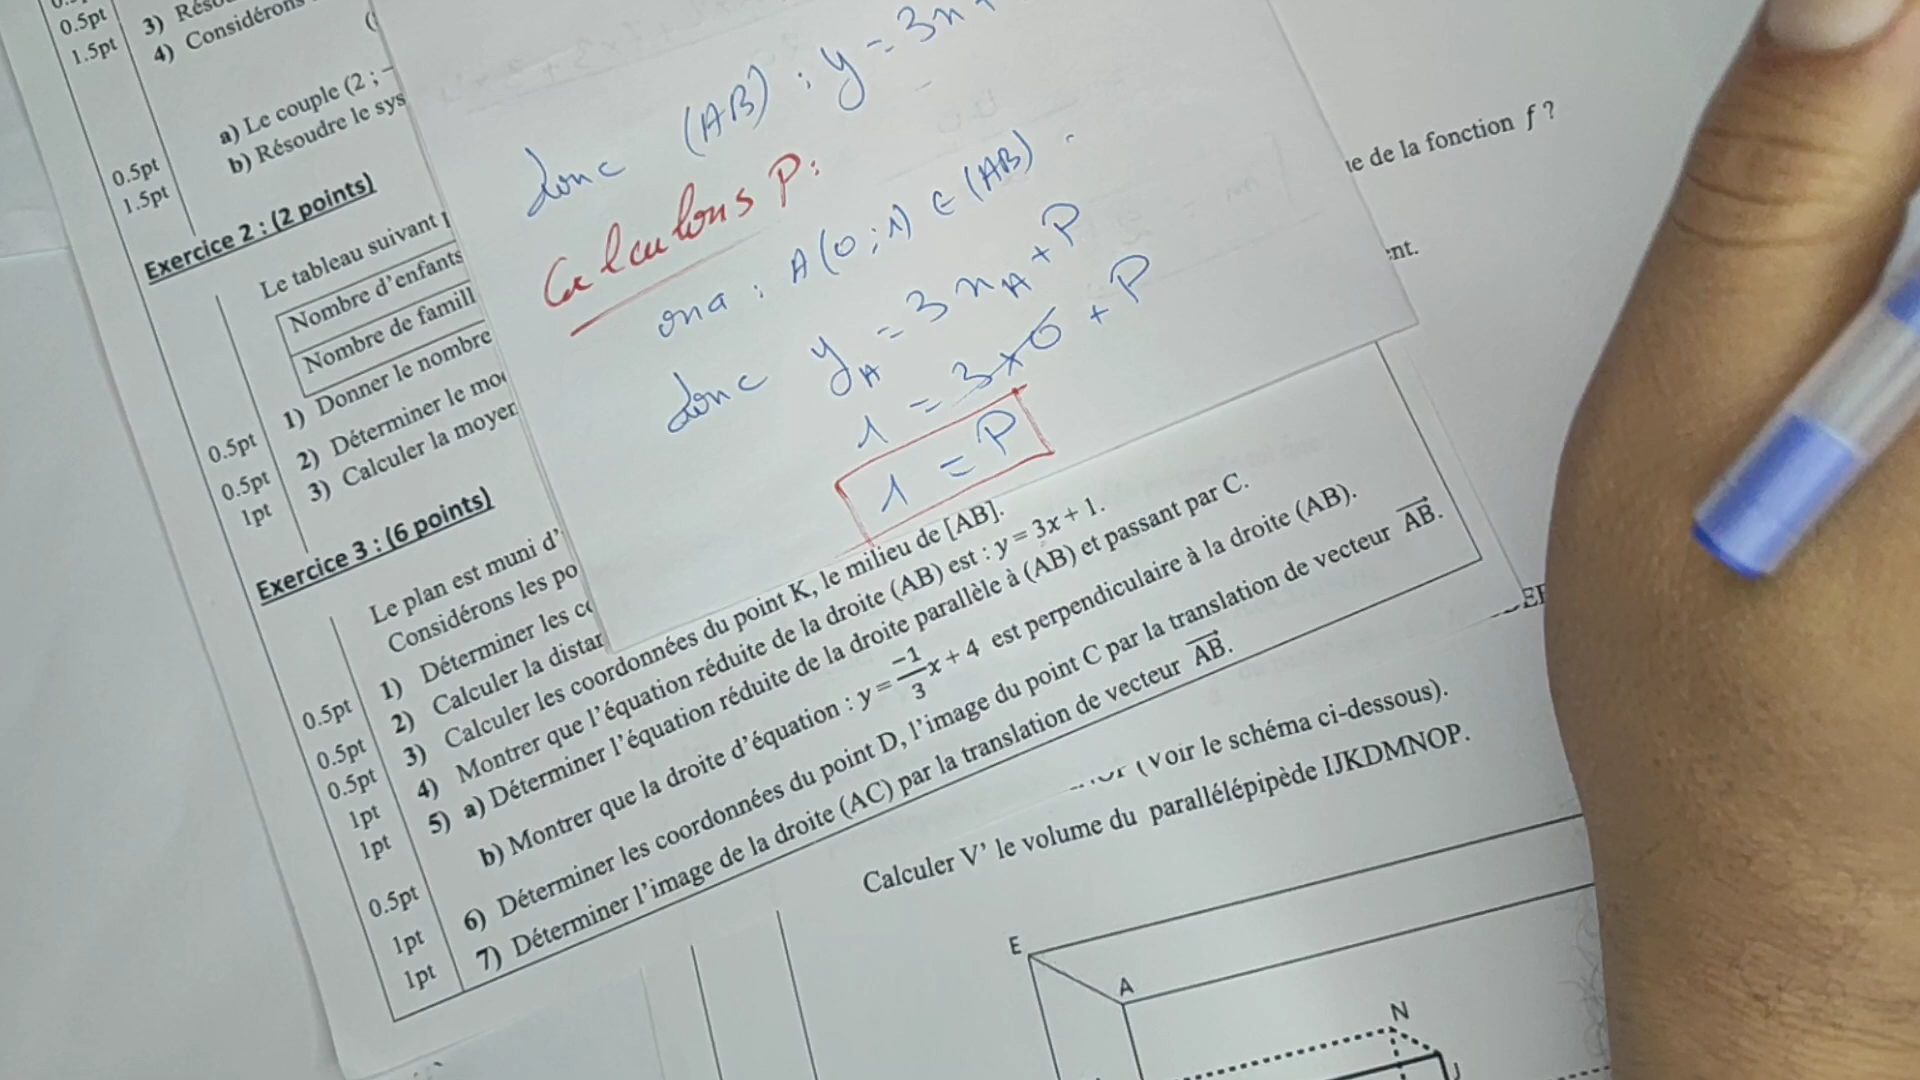 0.5pt 3)
1.5pt 4) Considérons
a) Le couple (2 ;
b) Résoudre le sys
0.5pt
1.5pt
Exercice 2 : (2 points)
Le tableau suivant
Nombre d'enfants
Nombre de famill
0.5pt 1) Donner le nombre
0.5pt 2) Déterminer le mo
1pt 3) Calculer la moyen
Exercice 3 : (6 points)
Le plan est muni d'
Considérons les po
0.5pt 1) Déterminer les co
0.5pt 2) Calculer la distan
0.5pt 3) Calculer les coordonnées du point K, le milieu de [AB].
1pt 4) Montrer que l'équation réduite de la droite (AB) est : y = 3x + 1.
1pt 5) a) Déterminer l'équation réduite de la droite parallèle à (AB) et passant par C.
0.5pt b) Montrer que la droite d'équation : y = -1/3 x + 4 est perpendiculaire à la droite (AB).
1pt 6) Déterminer les coordonnées du point D, l'image du point C par la translation de vecteur AB.
1pt 7) Déterminer l'image de la droite (AC) par la translation de vecteur AB.
donc (AB) : y = 3x +
Calculons P :
ona : A(0 ; 1) ∈ (AB) .
donc yA = 3xA + P
1 = 3×0 + P
1 = P
de la fonction f ?
(Voir le schéma ci-dessous).
Calculer V' le volume du parallélépipède IJKDMNOP.
E
A
N
J